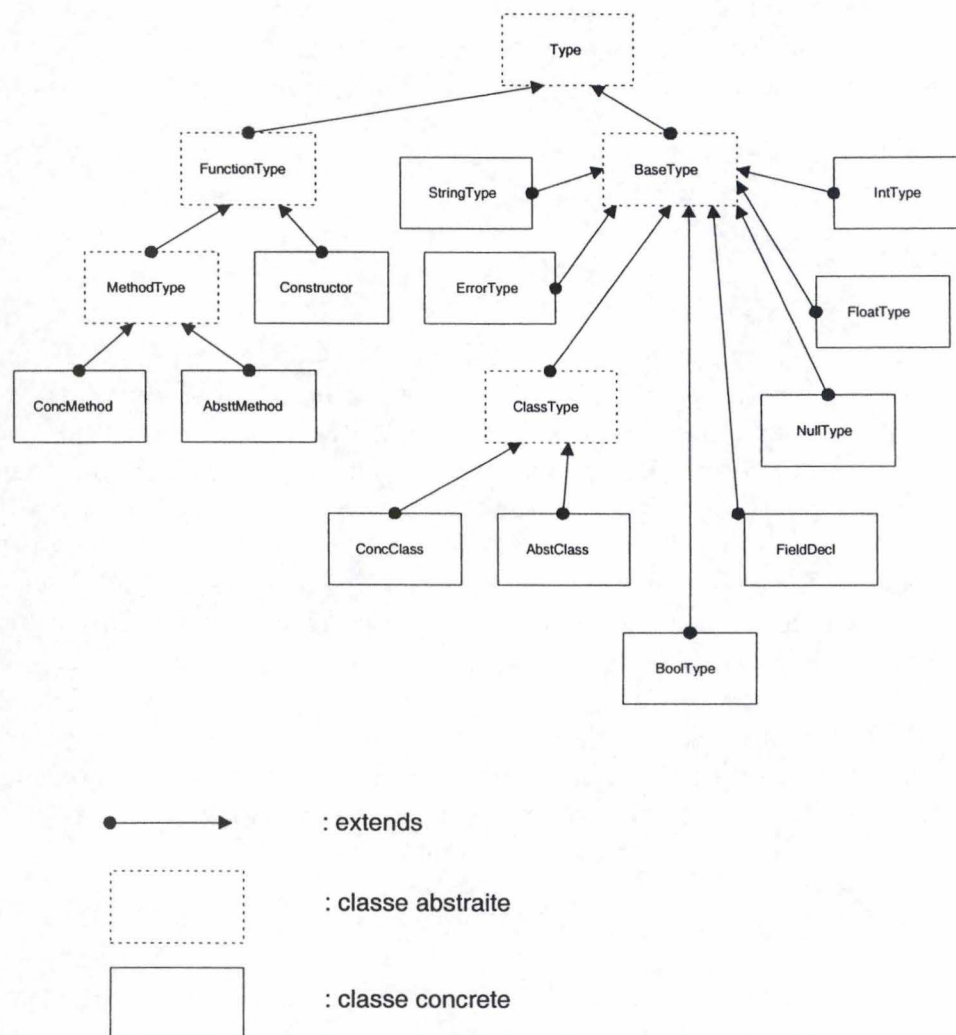 Type
FunctionType
BaseType
StringType
IntType
MethodType
Constructor
ErrorType
FloatType
ConcMethod
AbsttMethod
ClassType
NullType
ConcClass
AbstClass
FieldDecl
BoolType
: extends
: classe abstraite
: classe concrete